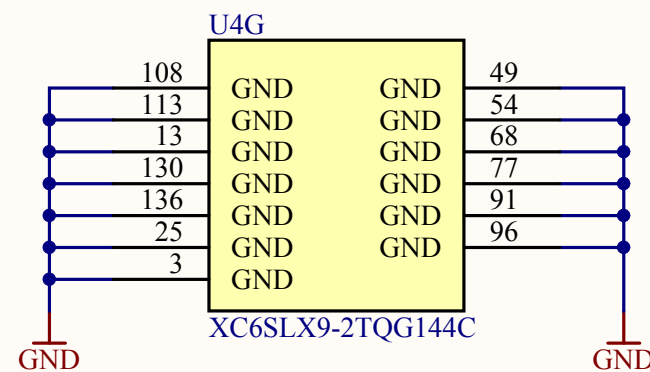 U4G
108 GND GND 49
113 GND GND 54
13 GND GND 68
130 GND GND 77
136 GND GND 91
25 GND GND 96
3 GND
XC6SLX9-2TQG144C
GND GND